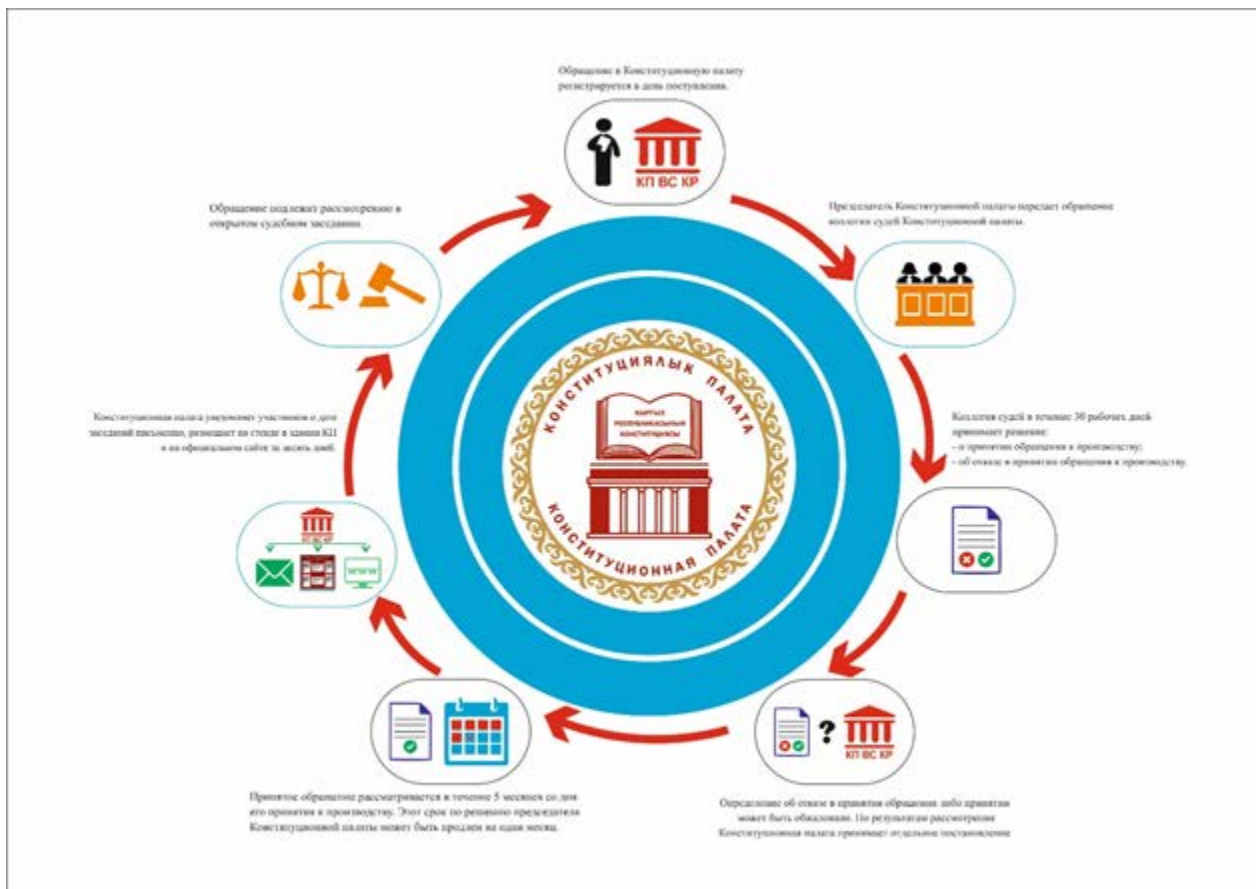 Обращение в Конституционную палату
регистрируется в день поступления.
КП ВС КР
Председатель Конституционной палаты передает обращение
коллегии судей Конституционной палаты.
Коллегия судей в течение 30 рабочих дней
принимает решение:
- о принятии обращения к производству;
- об отказе в принятии обращения к производству.
КП ВС КР
Определение об отказе в принятии обращения либо принятии
может быть обжаловано. По результатам рассмотрения
Конституционная палата принимает отдельное постановление
Принятое обращение рассматривается в течение 5 месяцев со дня
его принятия к производству. Этот срок по решению председателя
Конституционной палаты может быть продлен на один месяц.
Конституционная палата уведомляет участников о дате
заседаний письменно, размещает на стенде в здании КП
и на официальном сайте за десять дней.
КП ВС КР
WWW
Обращение подлежит рассмотрению в
открытом судебном заседании.
КОНСТИТУЦИЯЛЫК ПАЛАТА
КЫРГЫЗ
РЕСПУБЛИКАСЫНЫН
КОНСТИТУЦИЯСЫ
КОНСТИТУЦИОННАЯ ПАЛАТА